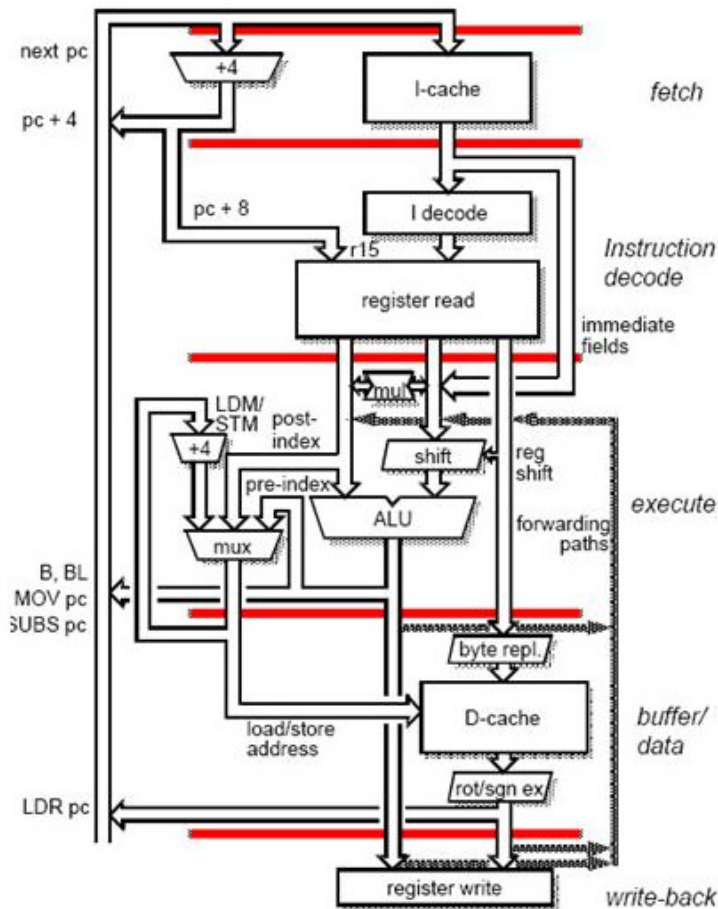 next pc
+4
I-cache
fetch
pc + 4
pc + 8
I decode
r15
Instruction
decode
register read
immediate
fields
mul
LDM/
STM
post-
index
+4
shift
reg
shift
pre-index
execute
ALU
forwarding
paths
mux
B, BL
MOV pc
SUBS pc
byte repl.
D-cache
buffer/
data
load/store
address
rot/sgn ex
LDR pc
register write
write-back